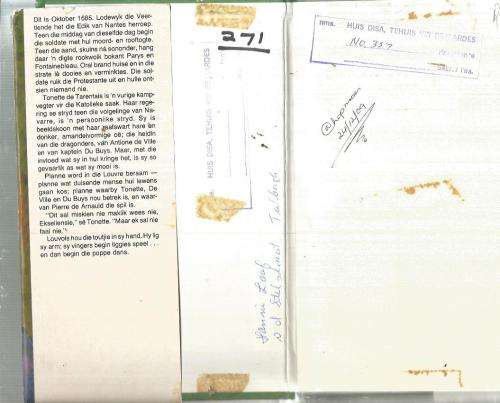 Dit is Oktober 1685. Lodewyk die Veer-
tiende het die Edik van Nantes herroep.
Teen die middag van dieselfde dag begin
die soldate met hul moord- en rooftogte.
Teen die aand, skuins ná sononder, hang
daar 'n digte rookwolk bokant Parys en
Fontainebleau. Oral brand huise en in die
strate lê dooies en verminktes. Die sol-
date ruik die Protestante uit en hulle ont-
sien niemand nie.
Tonette de Tarentais is 'n vurige kamp-
vegter vir die Katolieke saak. Haar rege-
ring se stryd teen die volgelinge van Na-
varre, is 'n persoonlike stryd. Sy is
beeldskoon met haar gitswart hare en
donker, amandelvormige oë; die heldin
van die dragonders, van Antione de Ville
en van kaptein Du Buys. Maar, met die
invloed wat sy in hul kringe het, is sy so
gevaarlik as wat sy mooi is.
Planne word in die Louvre beraam —
planne wat duisende mense hul lewens
gaan kos; planne waarby Tonette, De
Ville en Du Buys nou betrek is, en waar-
van Pierre de Arnauld die spil is.
"Dit sal miskien nie maklik wees nie,
Eksellensie," sê Tonette. "Maar ek sal nie
faal nie."
Louvois hou die toutjie in sy hand. Hy lig
sy arm; sy vingers begin liggies speel . . .
en dan begin die poppe dans.
HUIS DISA, TEHUIS VIR BEJAARDES
271
HUIS DISA, TEHUIS VIR BEJAARDES
NO. 357
24/12/09